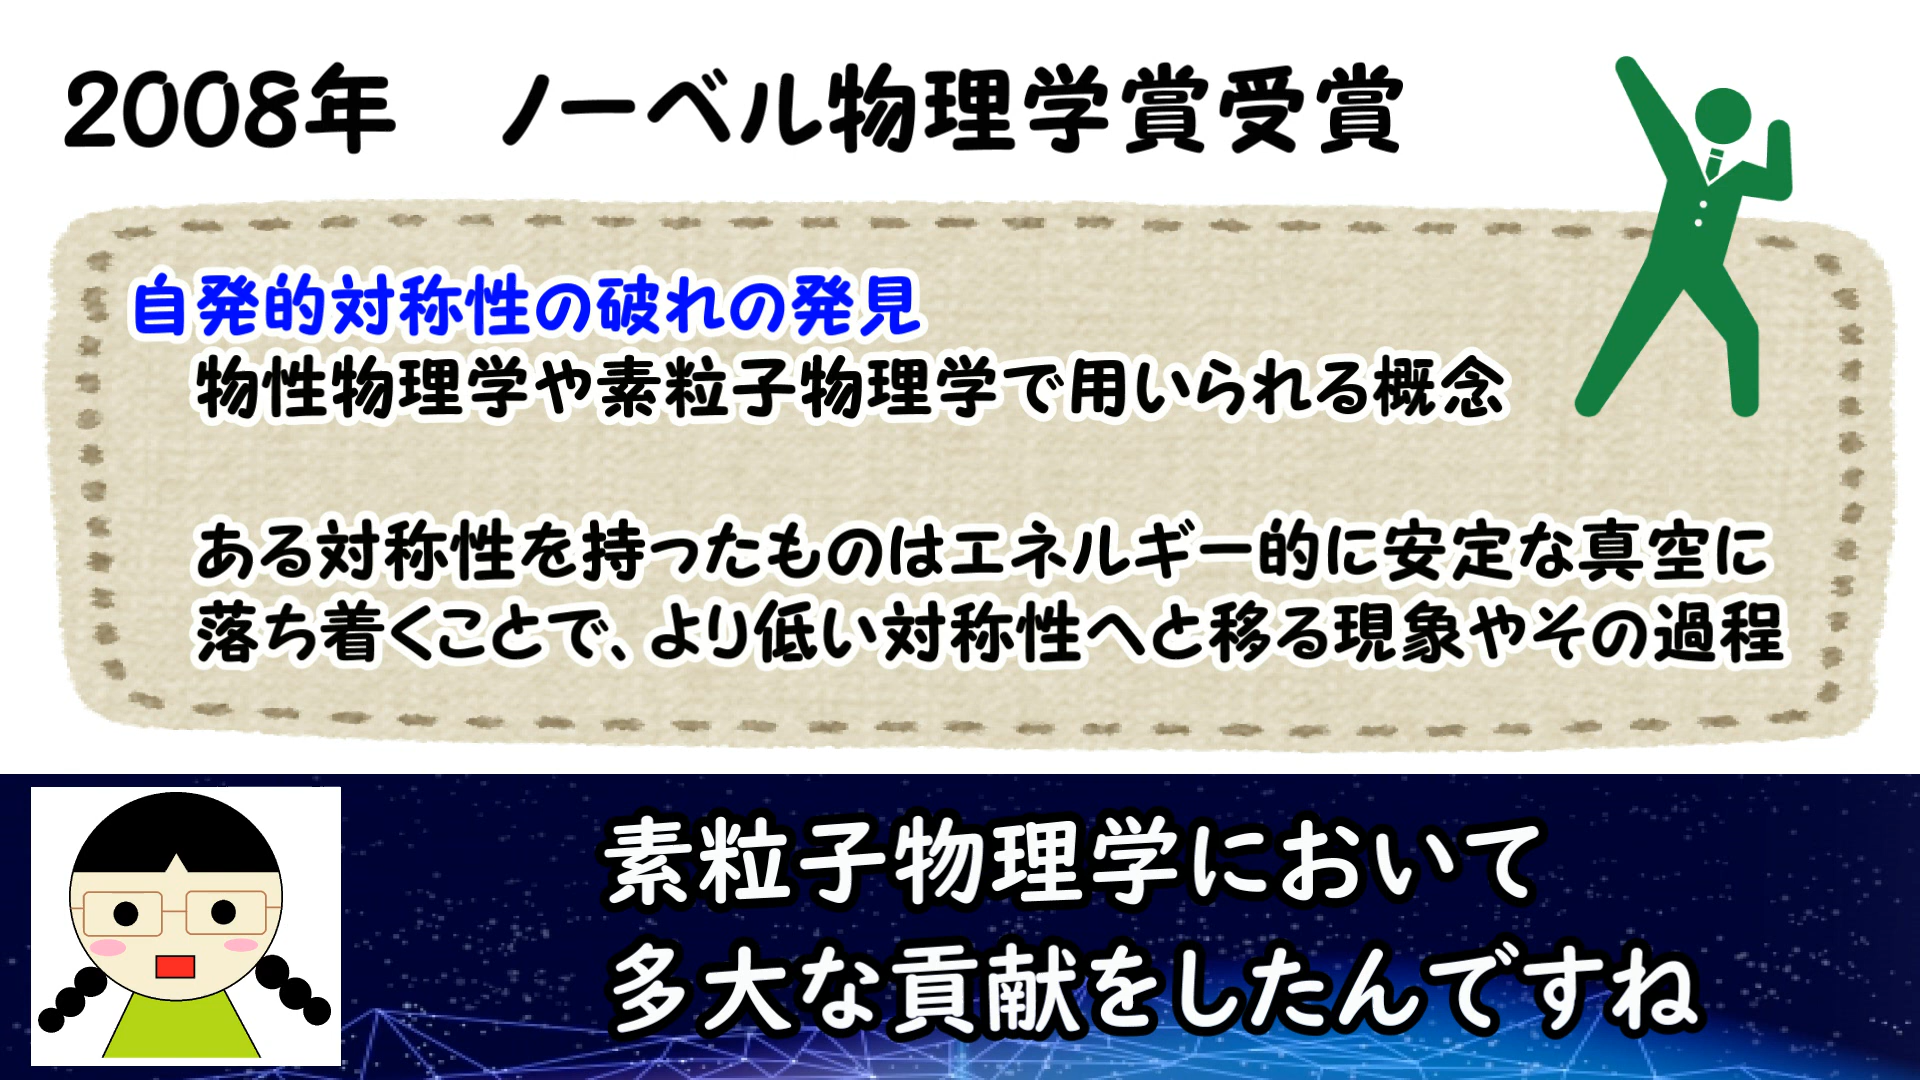 2008年　ノーベル物理学賞受賞
自発的対称性の破れの発見
物性物理学や素粒子物理学で用いられる概念
ある対称性を持ったものはエネルギー的に安定な真空に
落ち着くことで、より低い対称性へと移る現象やその過程
素粒子物理学において
多大な貢献をしたんですね